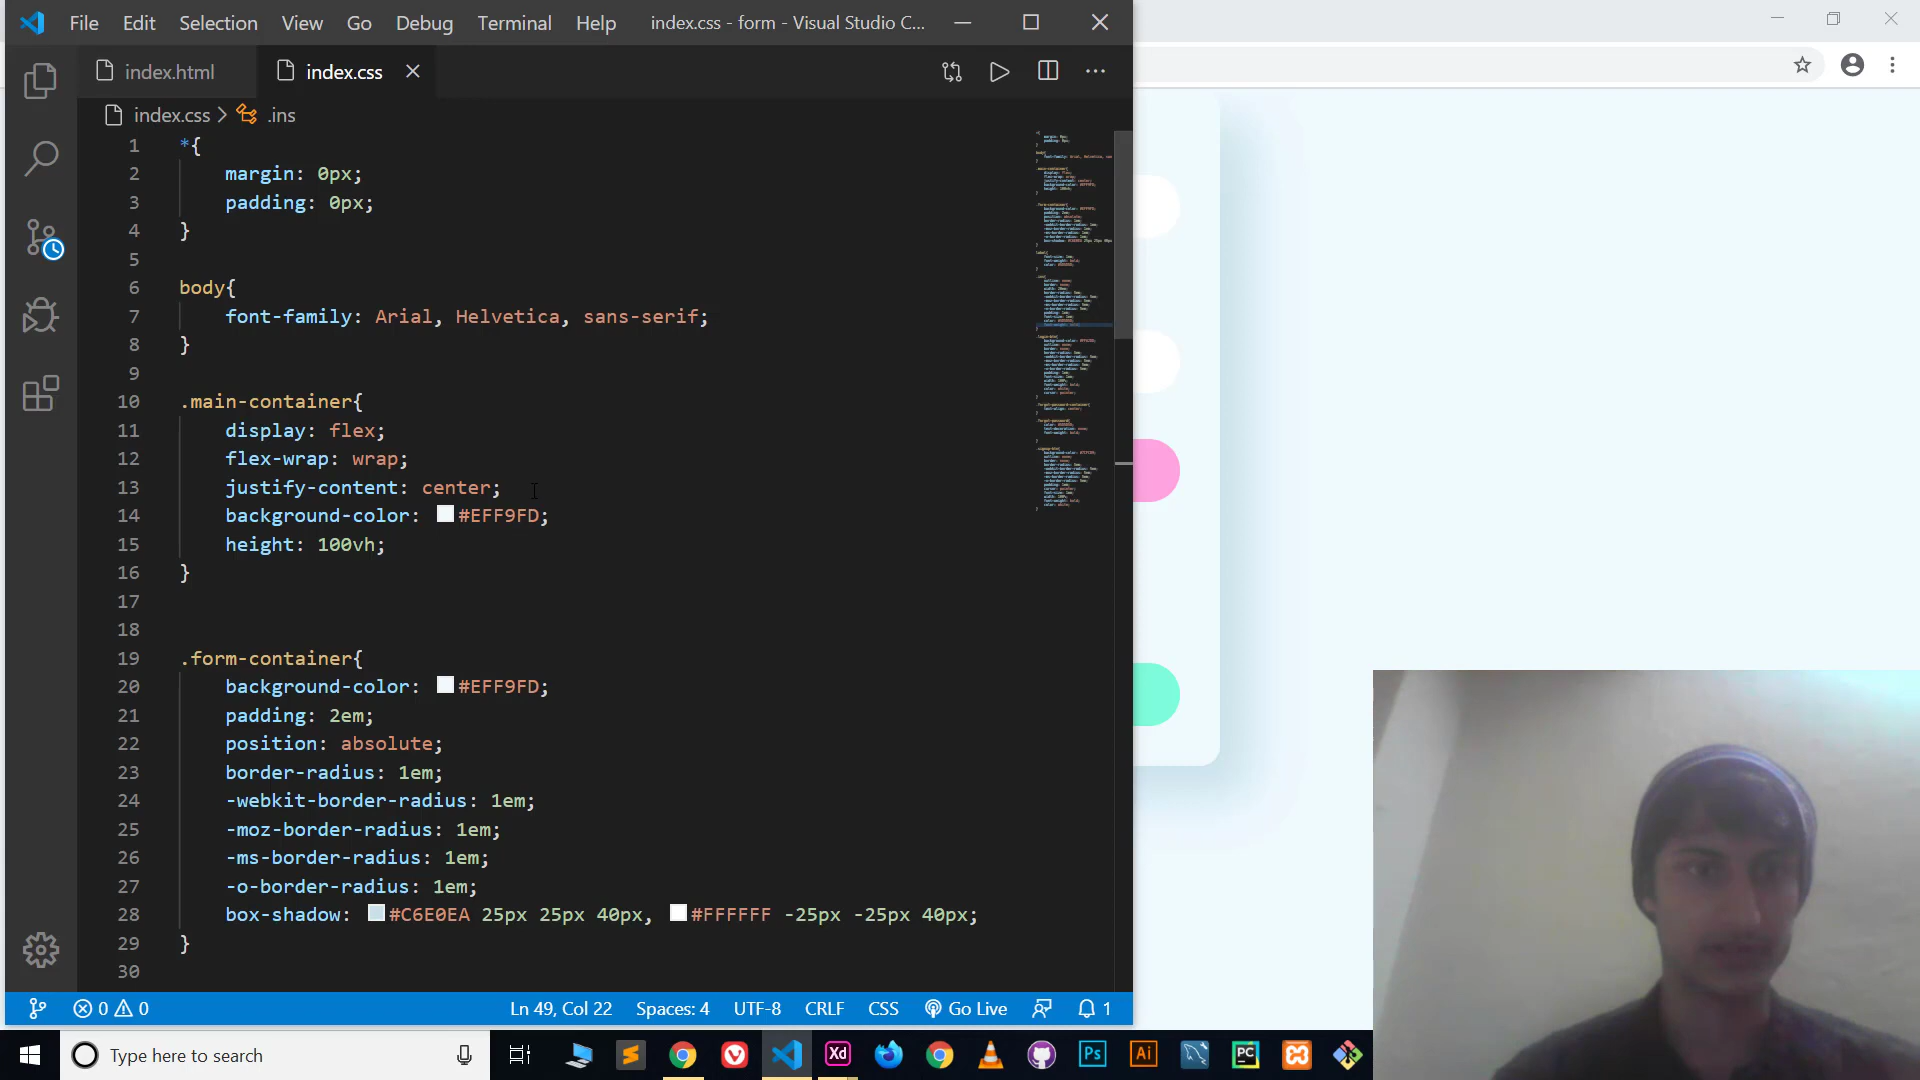 File Edit Selection View Go Debug Terminal Help index.css - form - Visual Studio C...
index.html index.css
index.css > .ins
1 *{
2 margin: 0px;
3 padding: 0px;
4 }
5
6 body{
7 font-family: Arial, Helvetica, sans-serif;
8 }
9
10 .main-container{
11 display: flex;
12 flex-wrap: wrap;
13 justify-content: center;
14 background-color: #EFF9FD;
15 height: 100vh;
16 }
17
18
19 .form-container{
20 background-color: #EFF9FD;
21 padding: 2em;
22 position: absolute;
23 border-radius: 1em;
24 -webkit-border-radius: 1em;
25 -moz-border-radius: 1em;
26 -ms-border-radius: 1em;
27 -o-border-radius: 1em;
28 box-shadow: #C6E0EA 25px 25px 40px, #FFFFFF -25px -25px 40px;
29 }
30
0 0 Ln 49, Col 22 Spaces: 4 UTF-8 CRLF CSS Go Live 1
Type here to search Xd Ps Ai PC